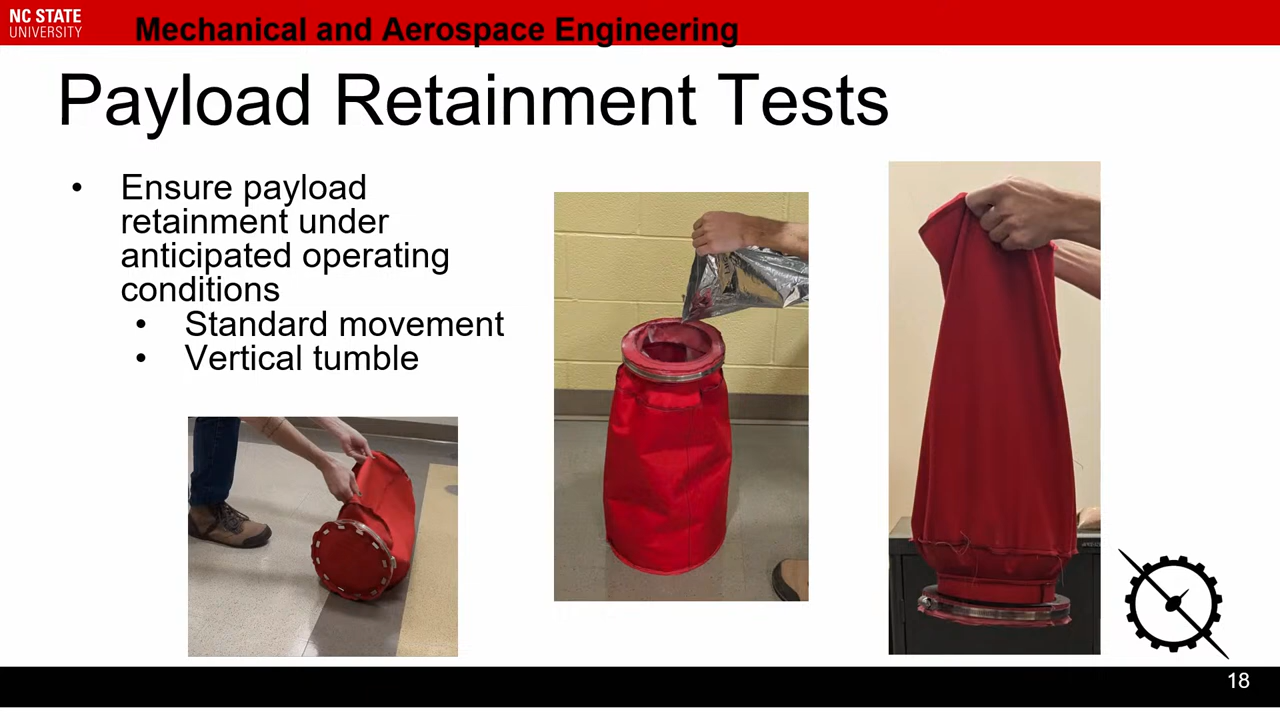 NC STATE
UNIVERSITY
Mechanical and Aerospace Engineering
Payload Retainment Tests
• Ensure payload
retainment under
anticipated operating
conditions
• Standard movement
• Vertical tumble
18